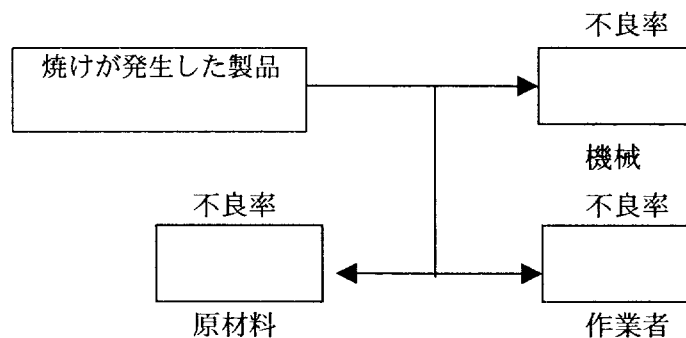 不良率
焼けが発生した製品
機械
不良率
不良率
原材料
作業者